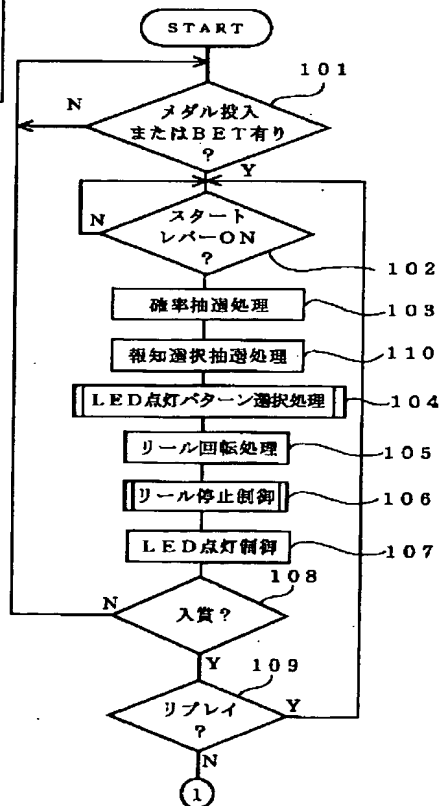 START
101
N
メダル投入
またはBET有り
?
Y
N
スタート
レバーON
?
102
確率抽選処理
103
報知選択抽選処理
110
LED点灯パターン選択処理
104
リール回転処理
105
リール停止制御
106
LED点灯制御
107
108
N
入賞?
Y
109
リプレイ
?
Y
N
1